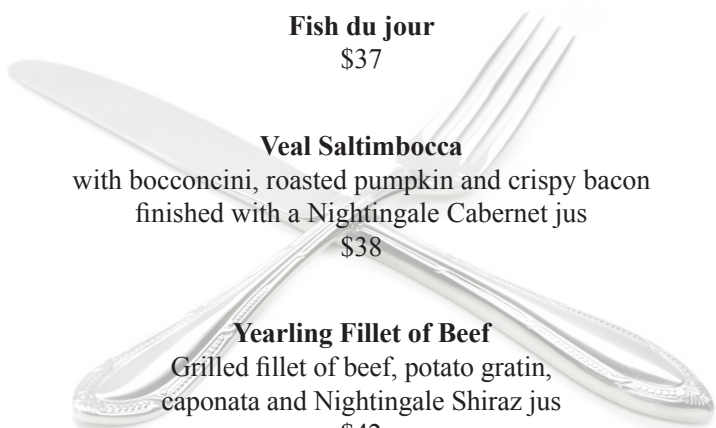 Fish du jour
$37
Veal Saltimbocca
with bocconcini, roasted pumpkin and crispy bacon
finished with a Nightingale Cabernet jus
$38
Yearling Fillet of Beef
Grilled fillet of beef, potato gratin,
caponata and Nightingale Shiraz jus
$42